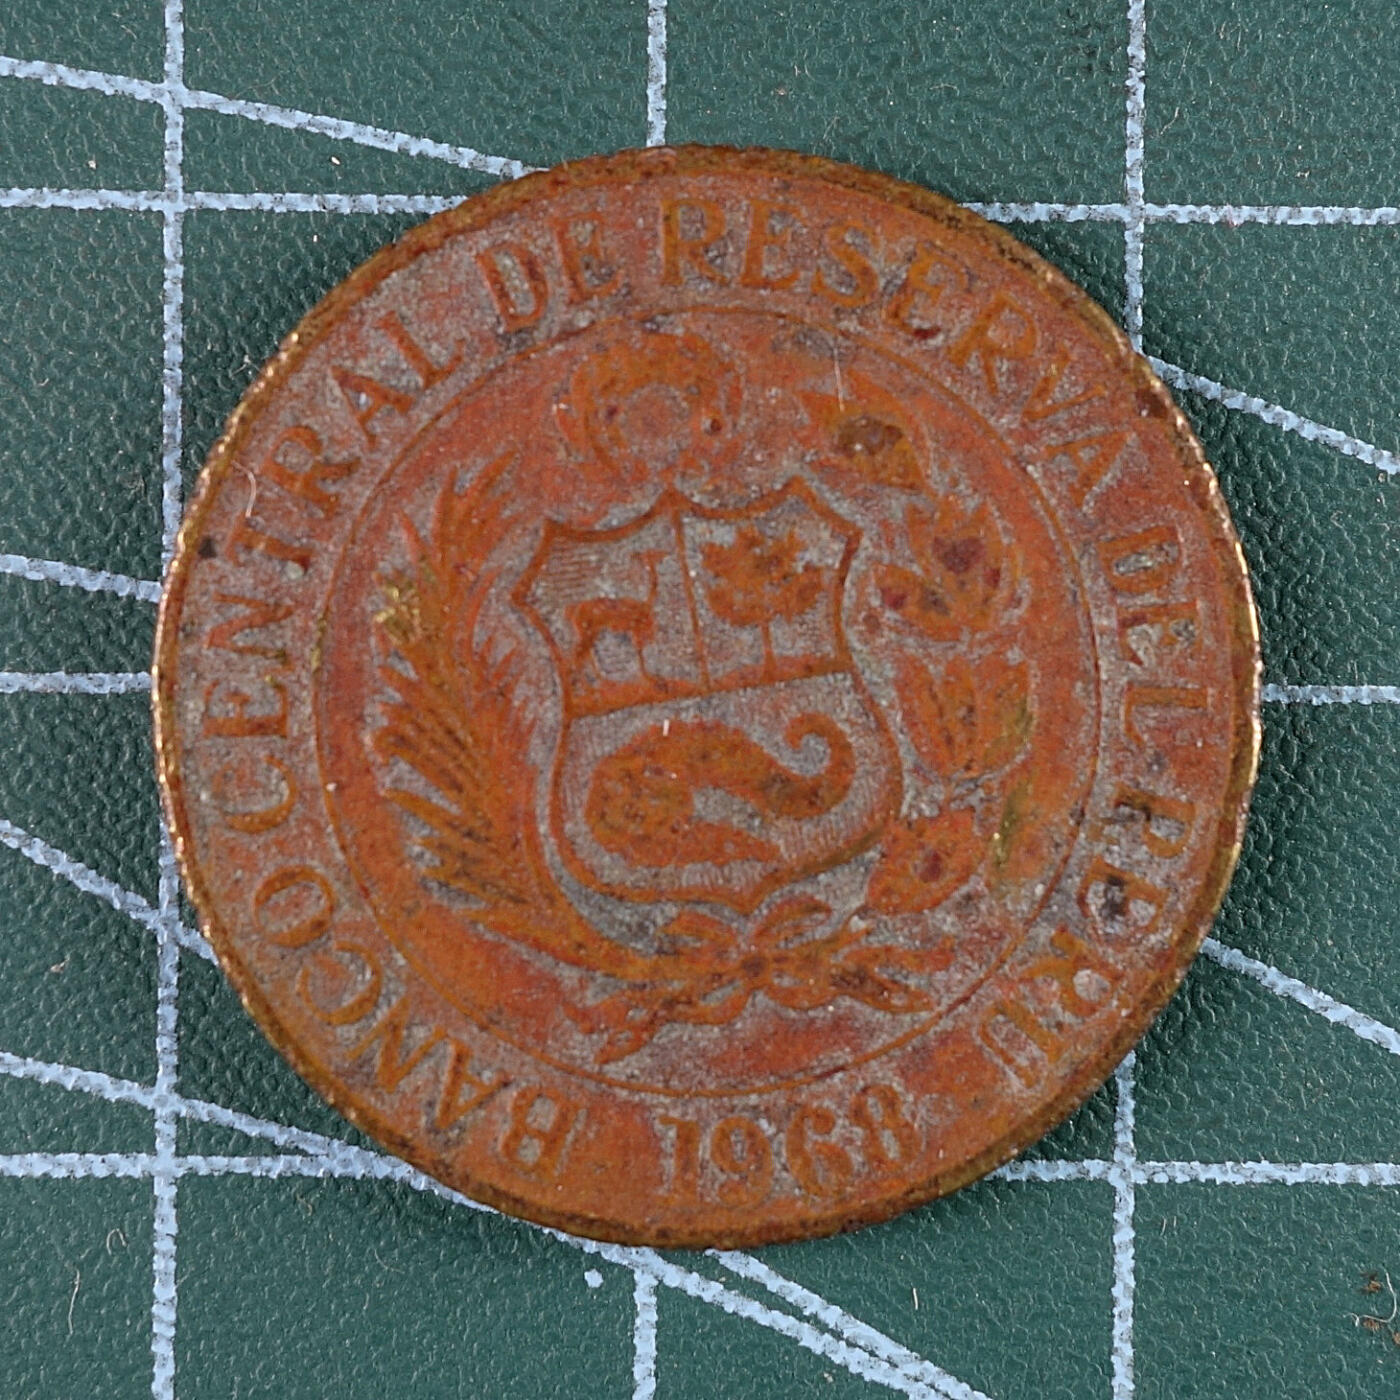 BANCO CENTRAL DE RESERVA DEL PERU
1968